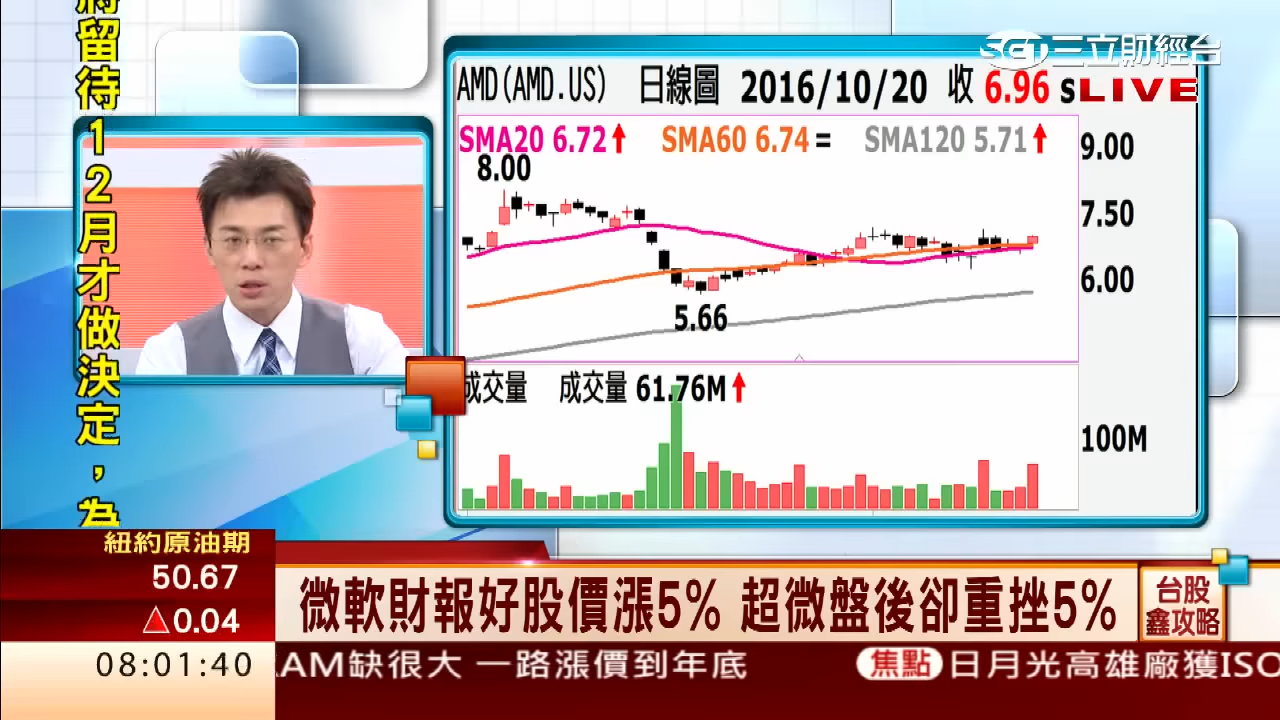 將留待12月才做決定，為
SET三立財經台
LIVE
AMD(AMD.US) 日線圖 2016/10/20 收 6.96 s
SMA20 6.72↑ SMA60 6.74= SMA120 5.71↑
8.00
5.66
9.00
7.50
6.00
成交量 成交量 61.76M↑
100M
紐約原油期
50.67
△0.04
08:01:40
微軟財報好股價漲5% 超微盤後卻重挫5%
台股
鑫攻略
AM缺很大 一路漲價到年底 焦點 日月光高雄廠獲ISO